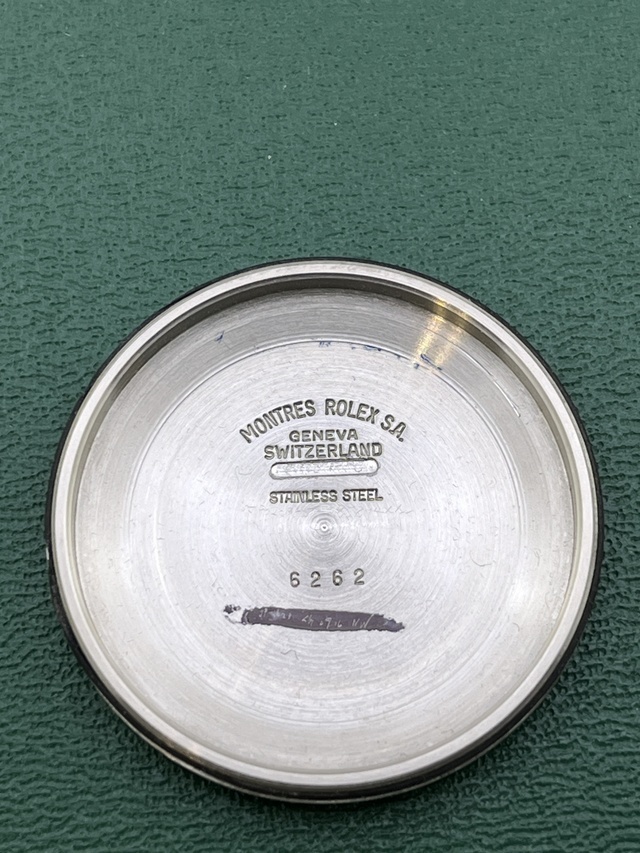 MONTRES ROLEX S.A.
GENEVA
SWITZERLAND
STAINLESS STEEL
6262